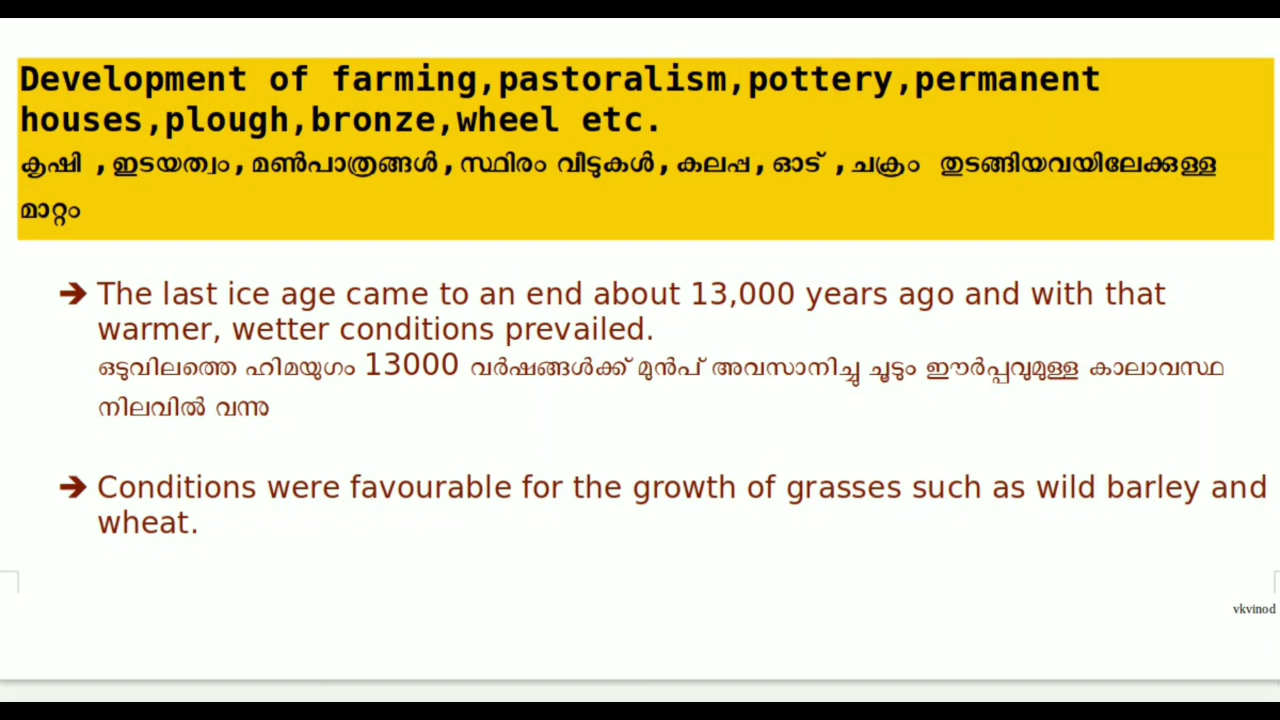 Development of farming,pastoralism,pottery,permanent
houses,plough,bronze,wheel etc.
കൃഷി ,ഇടയത്വം,മൺപാത്രങ്ങൾ,സ്ഥിരം വീടുകൾ,കലപ്പ,ഓട് ,ചക്രം തുടങ്ങിയവയിലേക്കുള്ള
മാറ്റം
➔ The last ice age came to an end about 13,000 years ago and with that
warmer, wetter conditions prevailed.
ഒടുവിലത്തെ ഹിമയുഗം 13000 വർഷങ്ങൾക്ക് മുൻപ് അവസാനിച്ചു ചൂടും ഈർപ്പവുമുള്ള കാലാവസ്ഥ
നിലവിൽ വന്നു
➔ Conditions were favourable for the growth of grasses such as wild barley and
wheat.
vkvinod